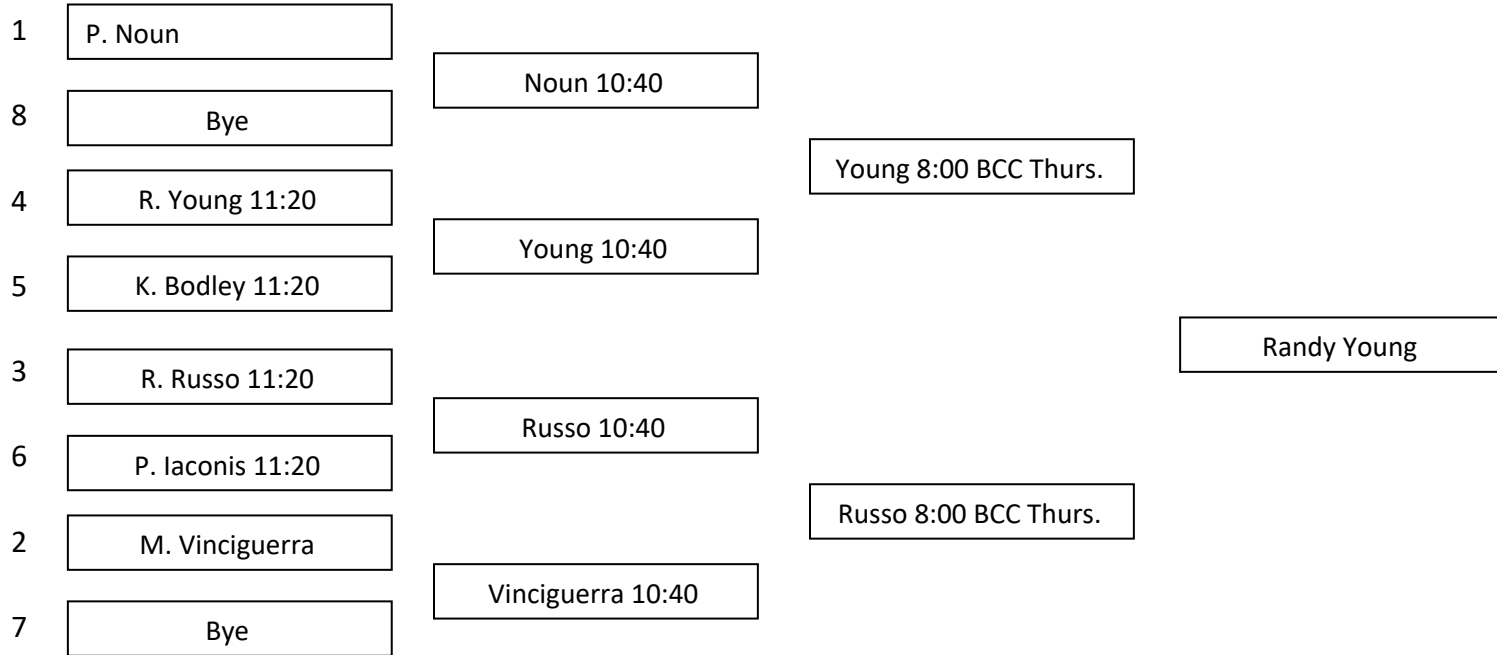 1
P. Noun
Noun 10:40
8
Bye
Young 8:00 BCC Thurs.
4
R. Young 11:20
Young 10:40
5
K. Bodley 11:20
Randy Young
3
R. Russo 11:20
Russo 10:40
6
P. Iaconis 11:20
Russo 8:00 BCC Thurs.
2
M. Vinciguerra
Vinciguerra 10:40
7
Bye